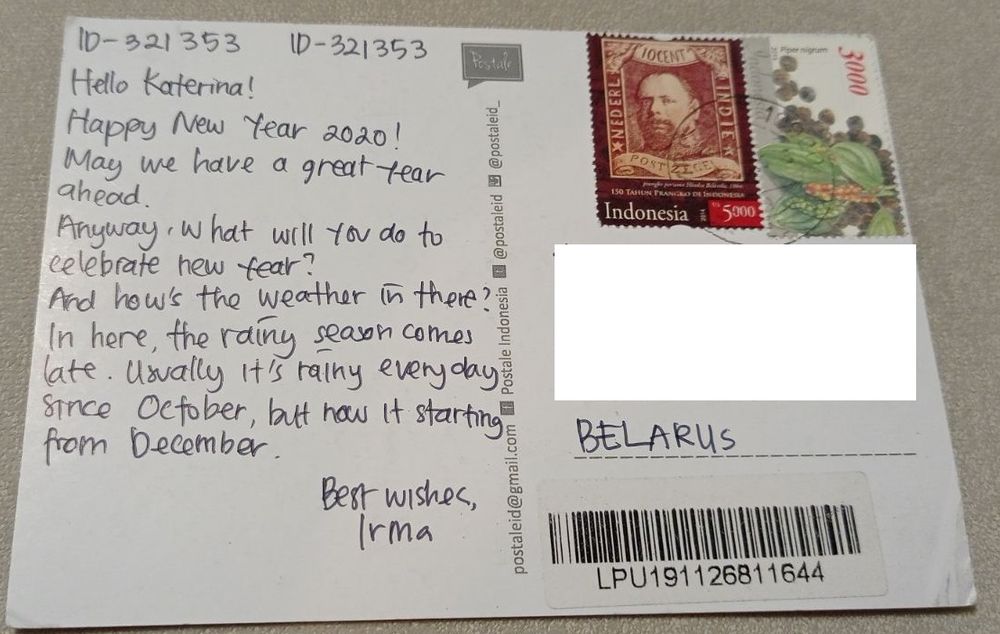 ID-321353 ID-321353
Hello Katerina!
Happy New Year 2020!
May we have a great year
ahead.
Anyway, what will you do to
celebrate new year?
And how's the weather in there?
In here, the rainy season comes
late. Usually it's rainy everyday
since October, but now it starting
from December.
Best wishes,
Irma
Postale
postaleid@gmail.com Postale Indonesia @postaleid @postaleid_
10CENT
NEDERL
INDIE
POST ZEGEL
150 TAHUN PRANGKO DI INDONESIA
Indonesia 2014 5000
Piper nigrum
3000
BELARUS
LPU191126811644